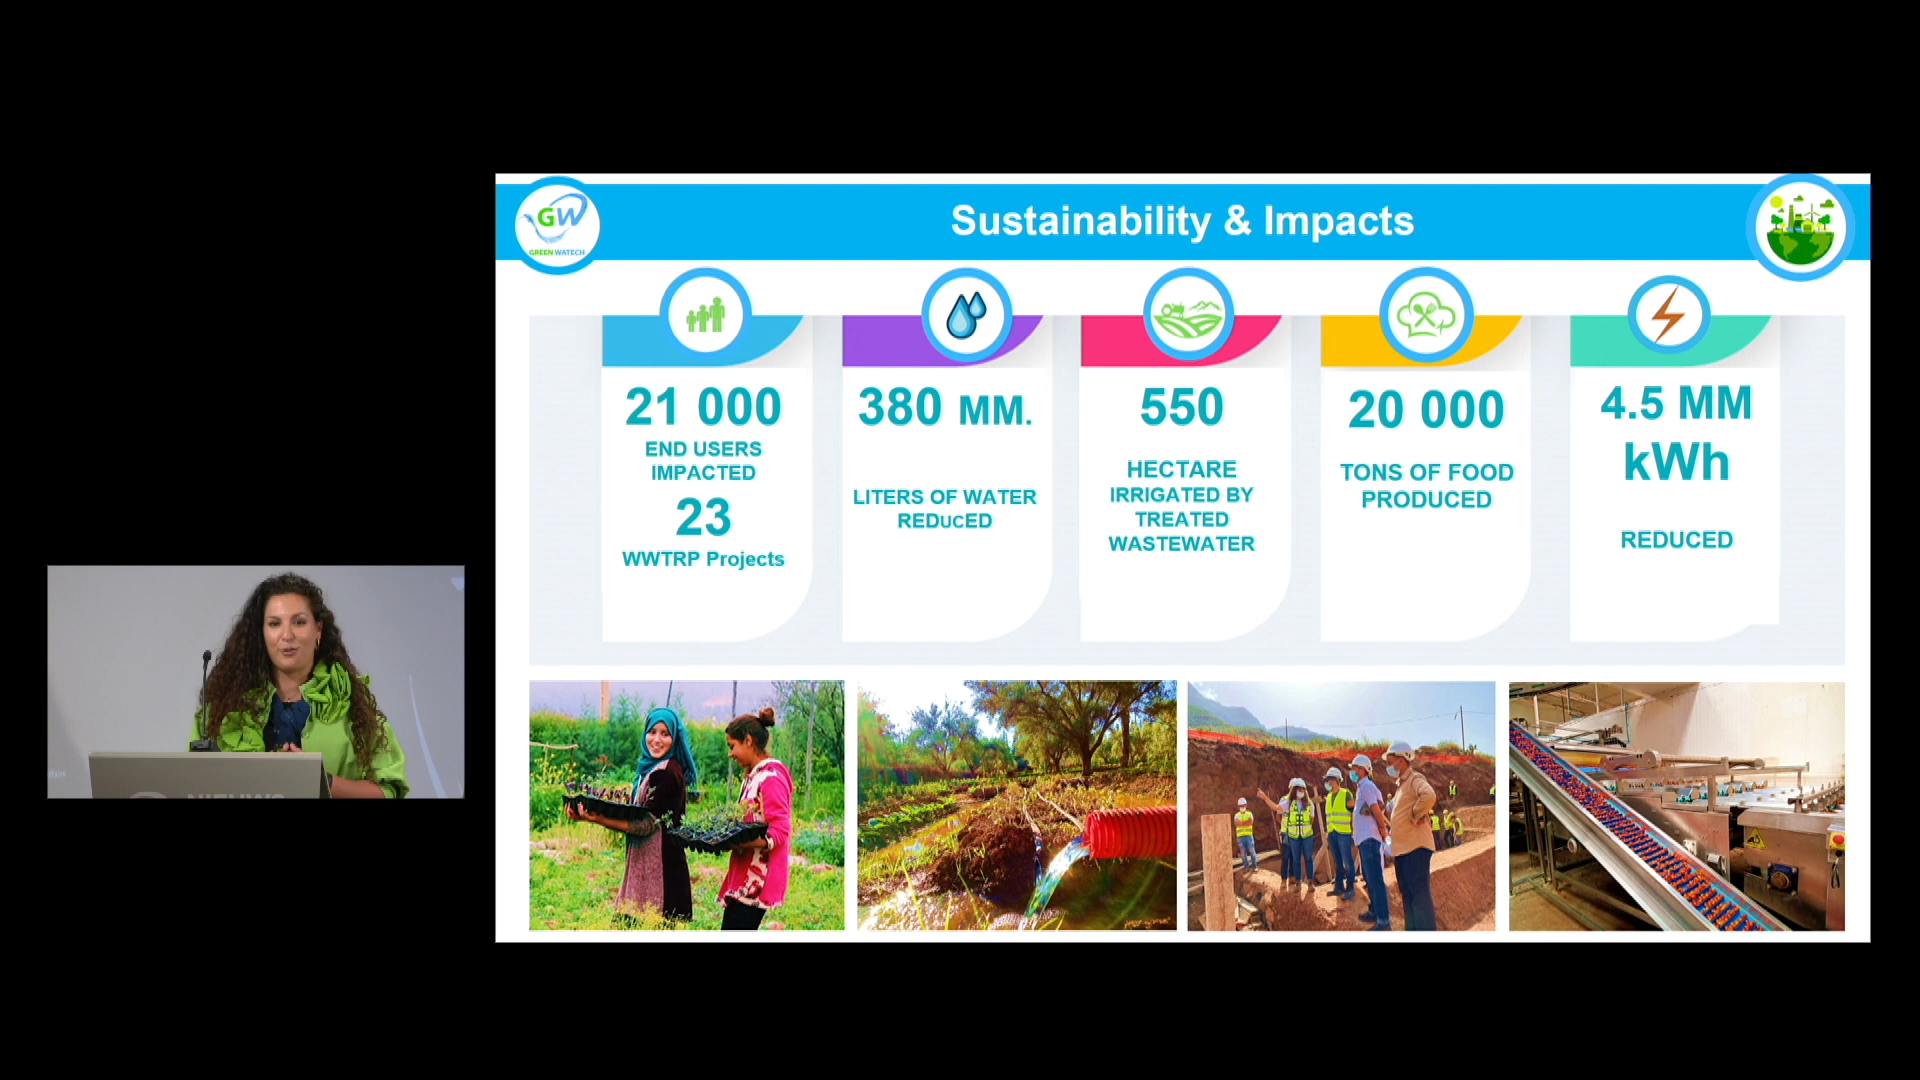 Sustainability & Impacts
GW
GREEN WATECH
21 000
END USERS
IMPACTED
23
WWTRP Projects
380 MM.
LITERS OF WATER
REDUCED
550
HECTARE
IRRIGATED BY
TREATED
WASTEWATER
20 000
TONS OF FOOD
PRODUCED
4.5 MM
kWh
REDUCED